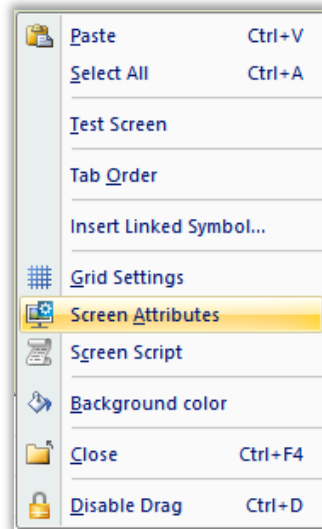 Paste Ctrl+V
Select All Ctrl+A
Test Screen
Tab Order
Insert Linked Symbol...
Grid Settings
Screen Attributes
Screen Script
Background color
Close Ctrl+F4
Disable Drag Ctrl+D